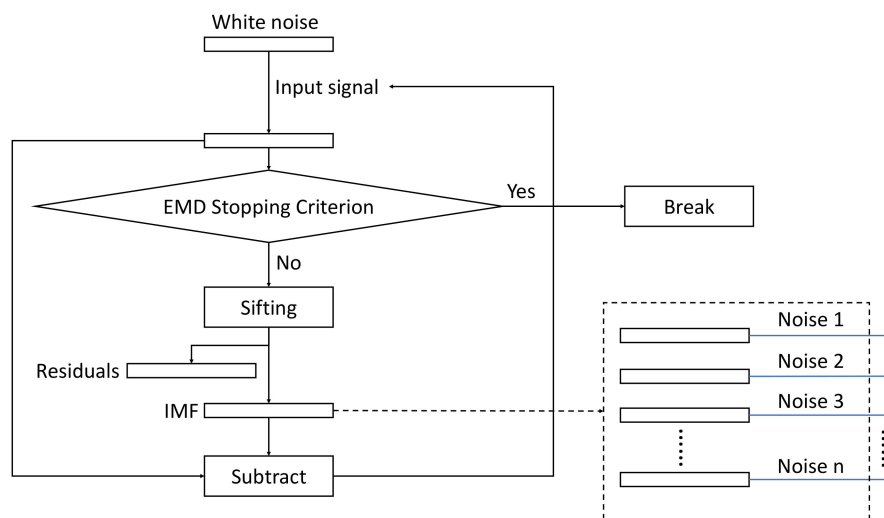 White noise
Input signal
EMD Stopping Criterion
Yes
Break
No
Sifting
Residuals
IMF
Subtract
Noise 1
Noise 2
Noise 3
Noise n